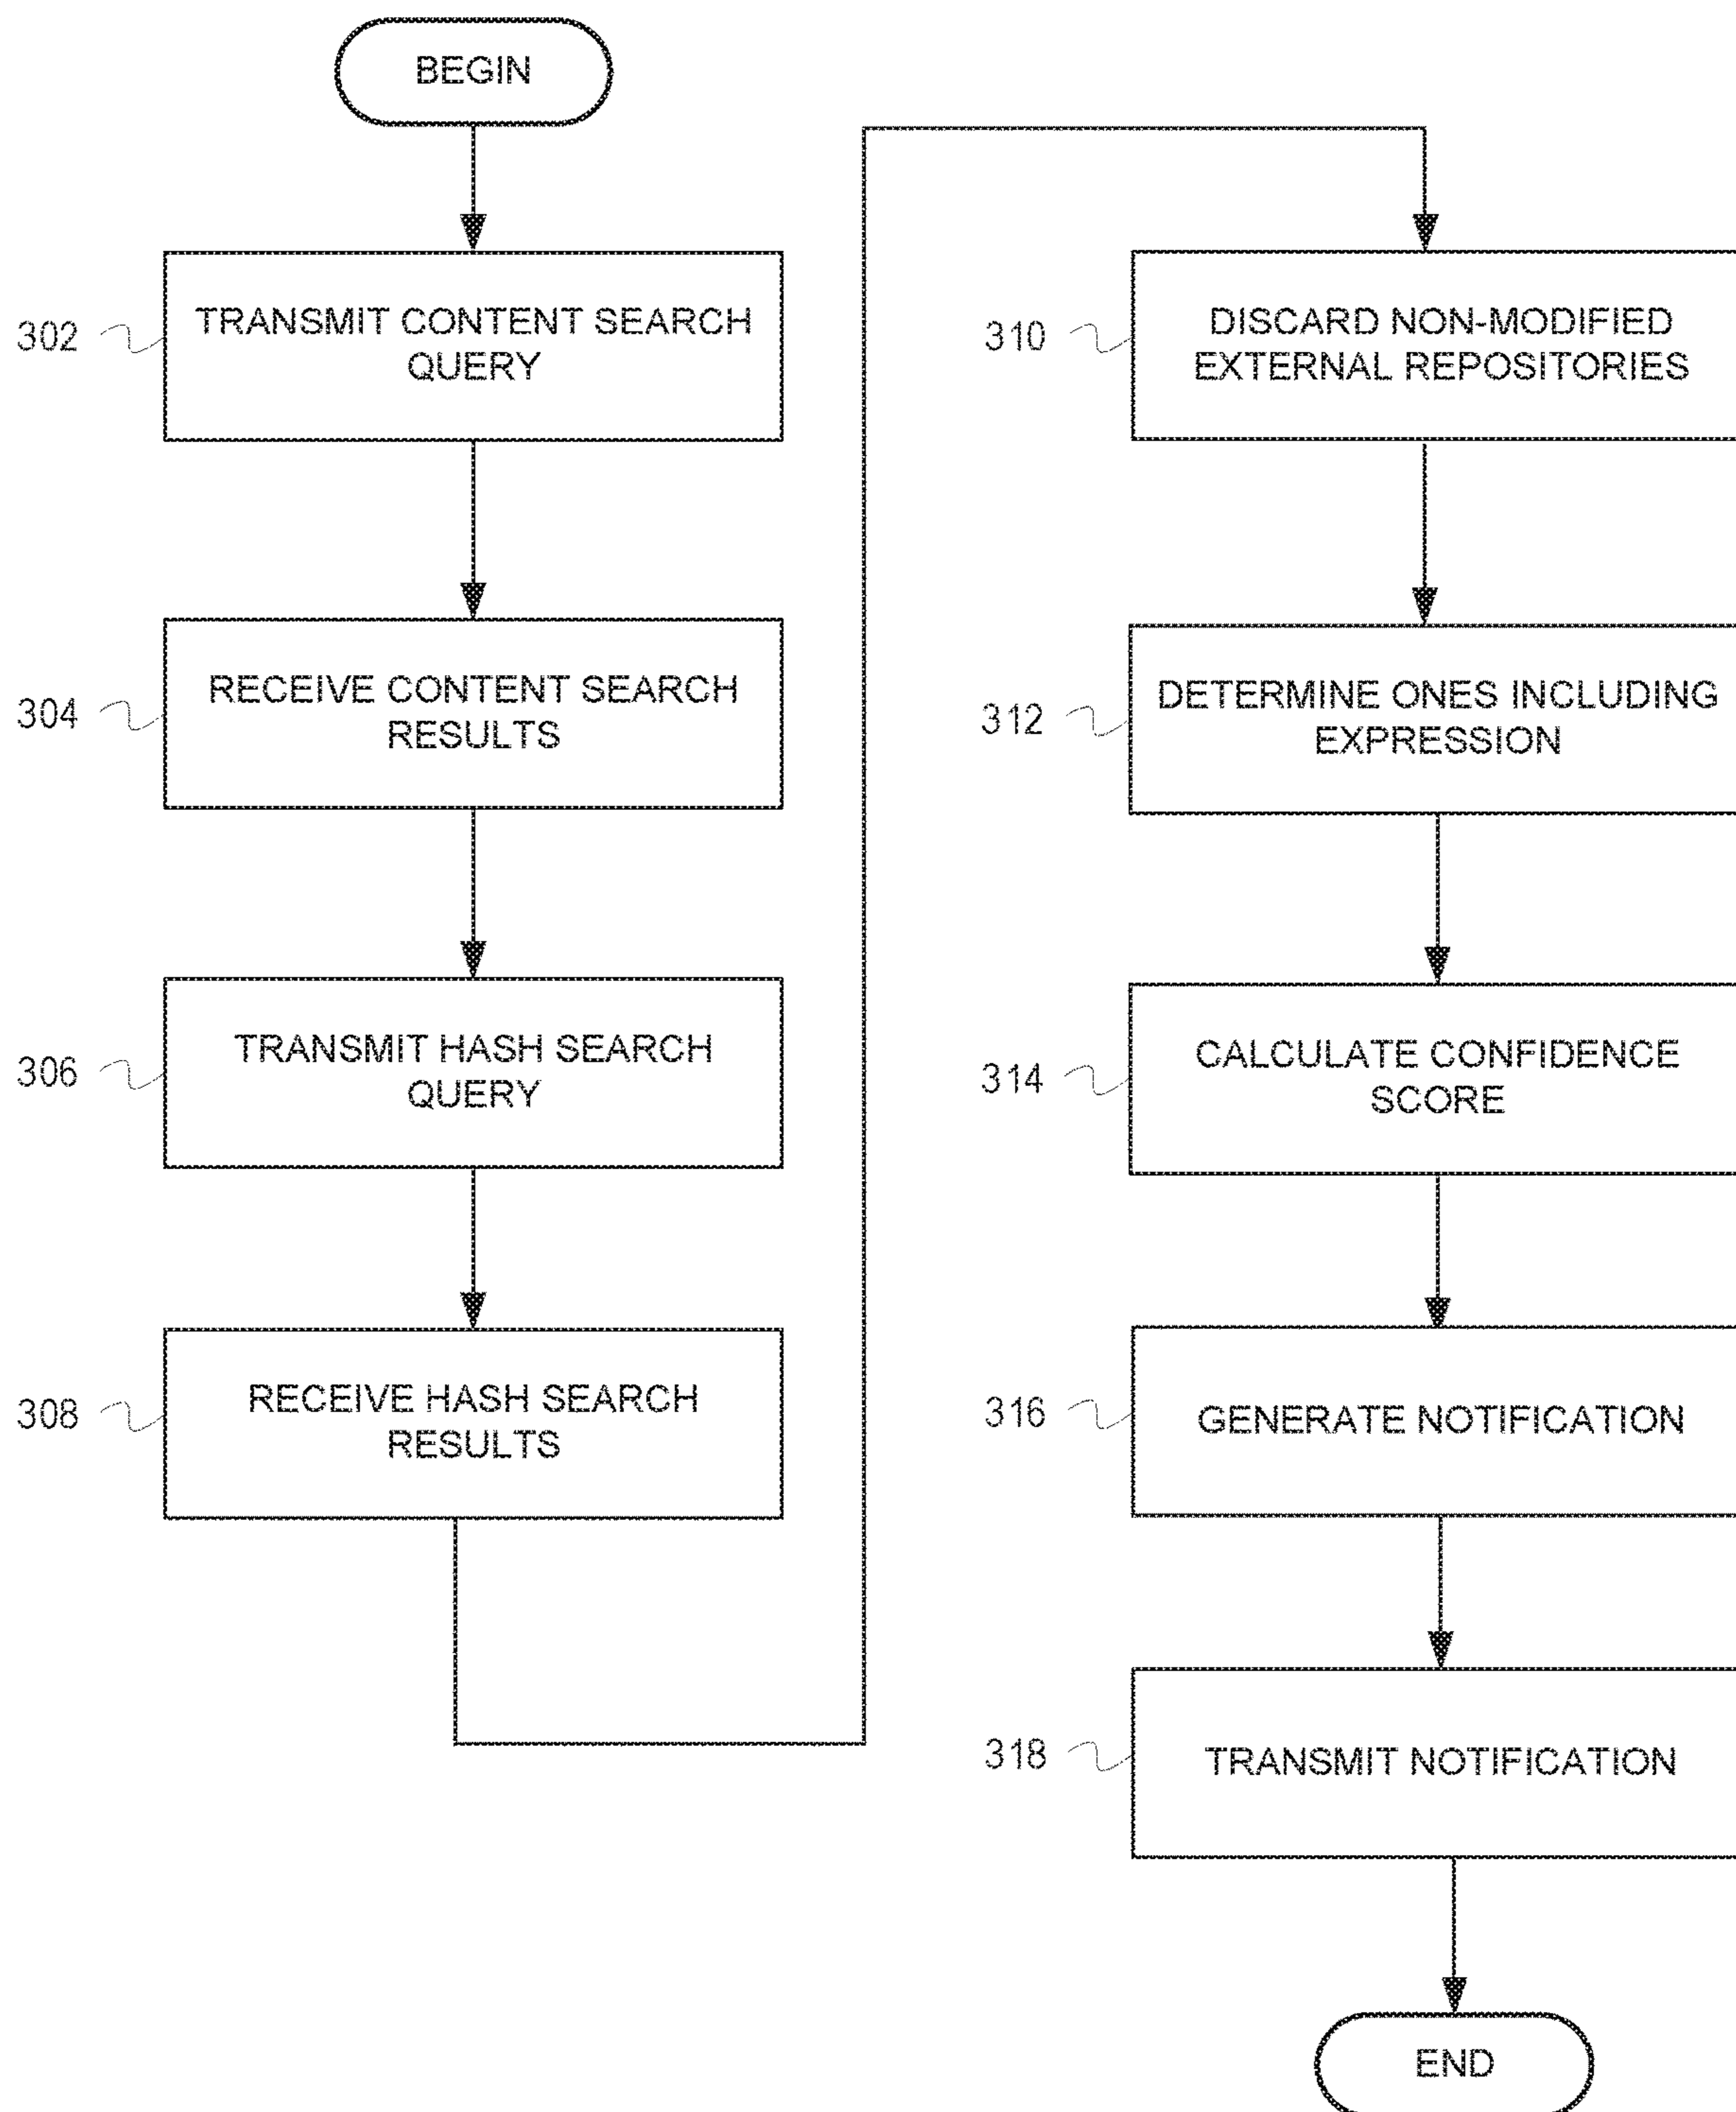 BEGIN
302
TRANSMIT CONTENT SEARCH
QUERY
304
RECEIVE CONTENT SEARCH
RESULTS
306
TRANSMIT HASH SEARCH
QUERY
308
RECEIVE HASH SEARCH
RESULTS
310
DISCARD NON-MODIFIED
EXTERNAL REPOSITORIES
312
DETERMINE ONES INCLUDING
EXPRESSION
314
CALCULATE CONFIDENCE
SCORE
316
GENERATE NOTIFICATION
318
TRANSMIT NOTIFICATION
END